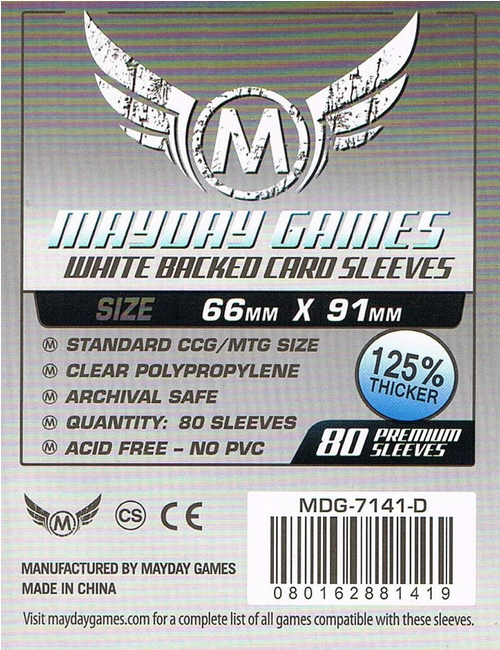 M
MAYDAY GAMES
WHITE BACKED CARD SLEEVES
SIZE 66MM X 91MM
M STANDARD CCG/MTG SIZE
M CLEAR POLYPROPYLENE
M ARCHIVAL SAFE
M QUANTITY: 80 SLEEVES
M ACID FREE – NO PVC
125%
THICKER
80 PREMIUM
SLEEVES
M CS CE
MDG-7141-D
080162881419
MANUFACTURED BY MAYDAY GAMES
MADE IN CHINA
Visit maydaygames.com for a complete list of all games compatible with these sleeves.